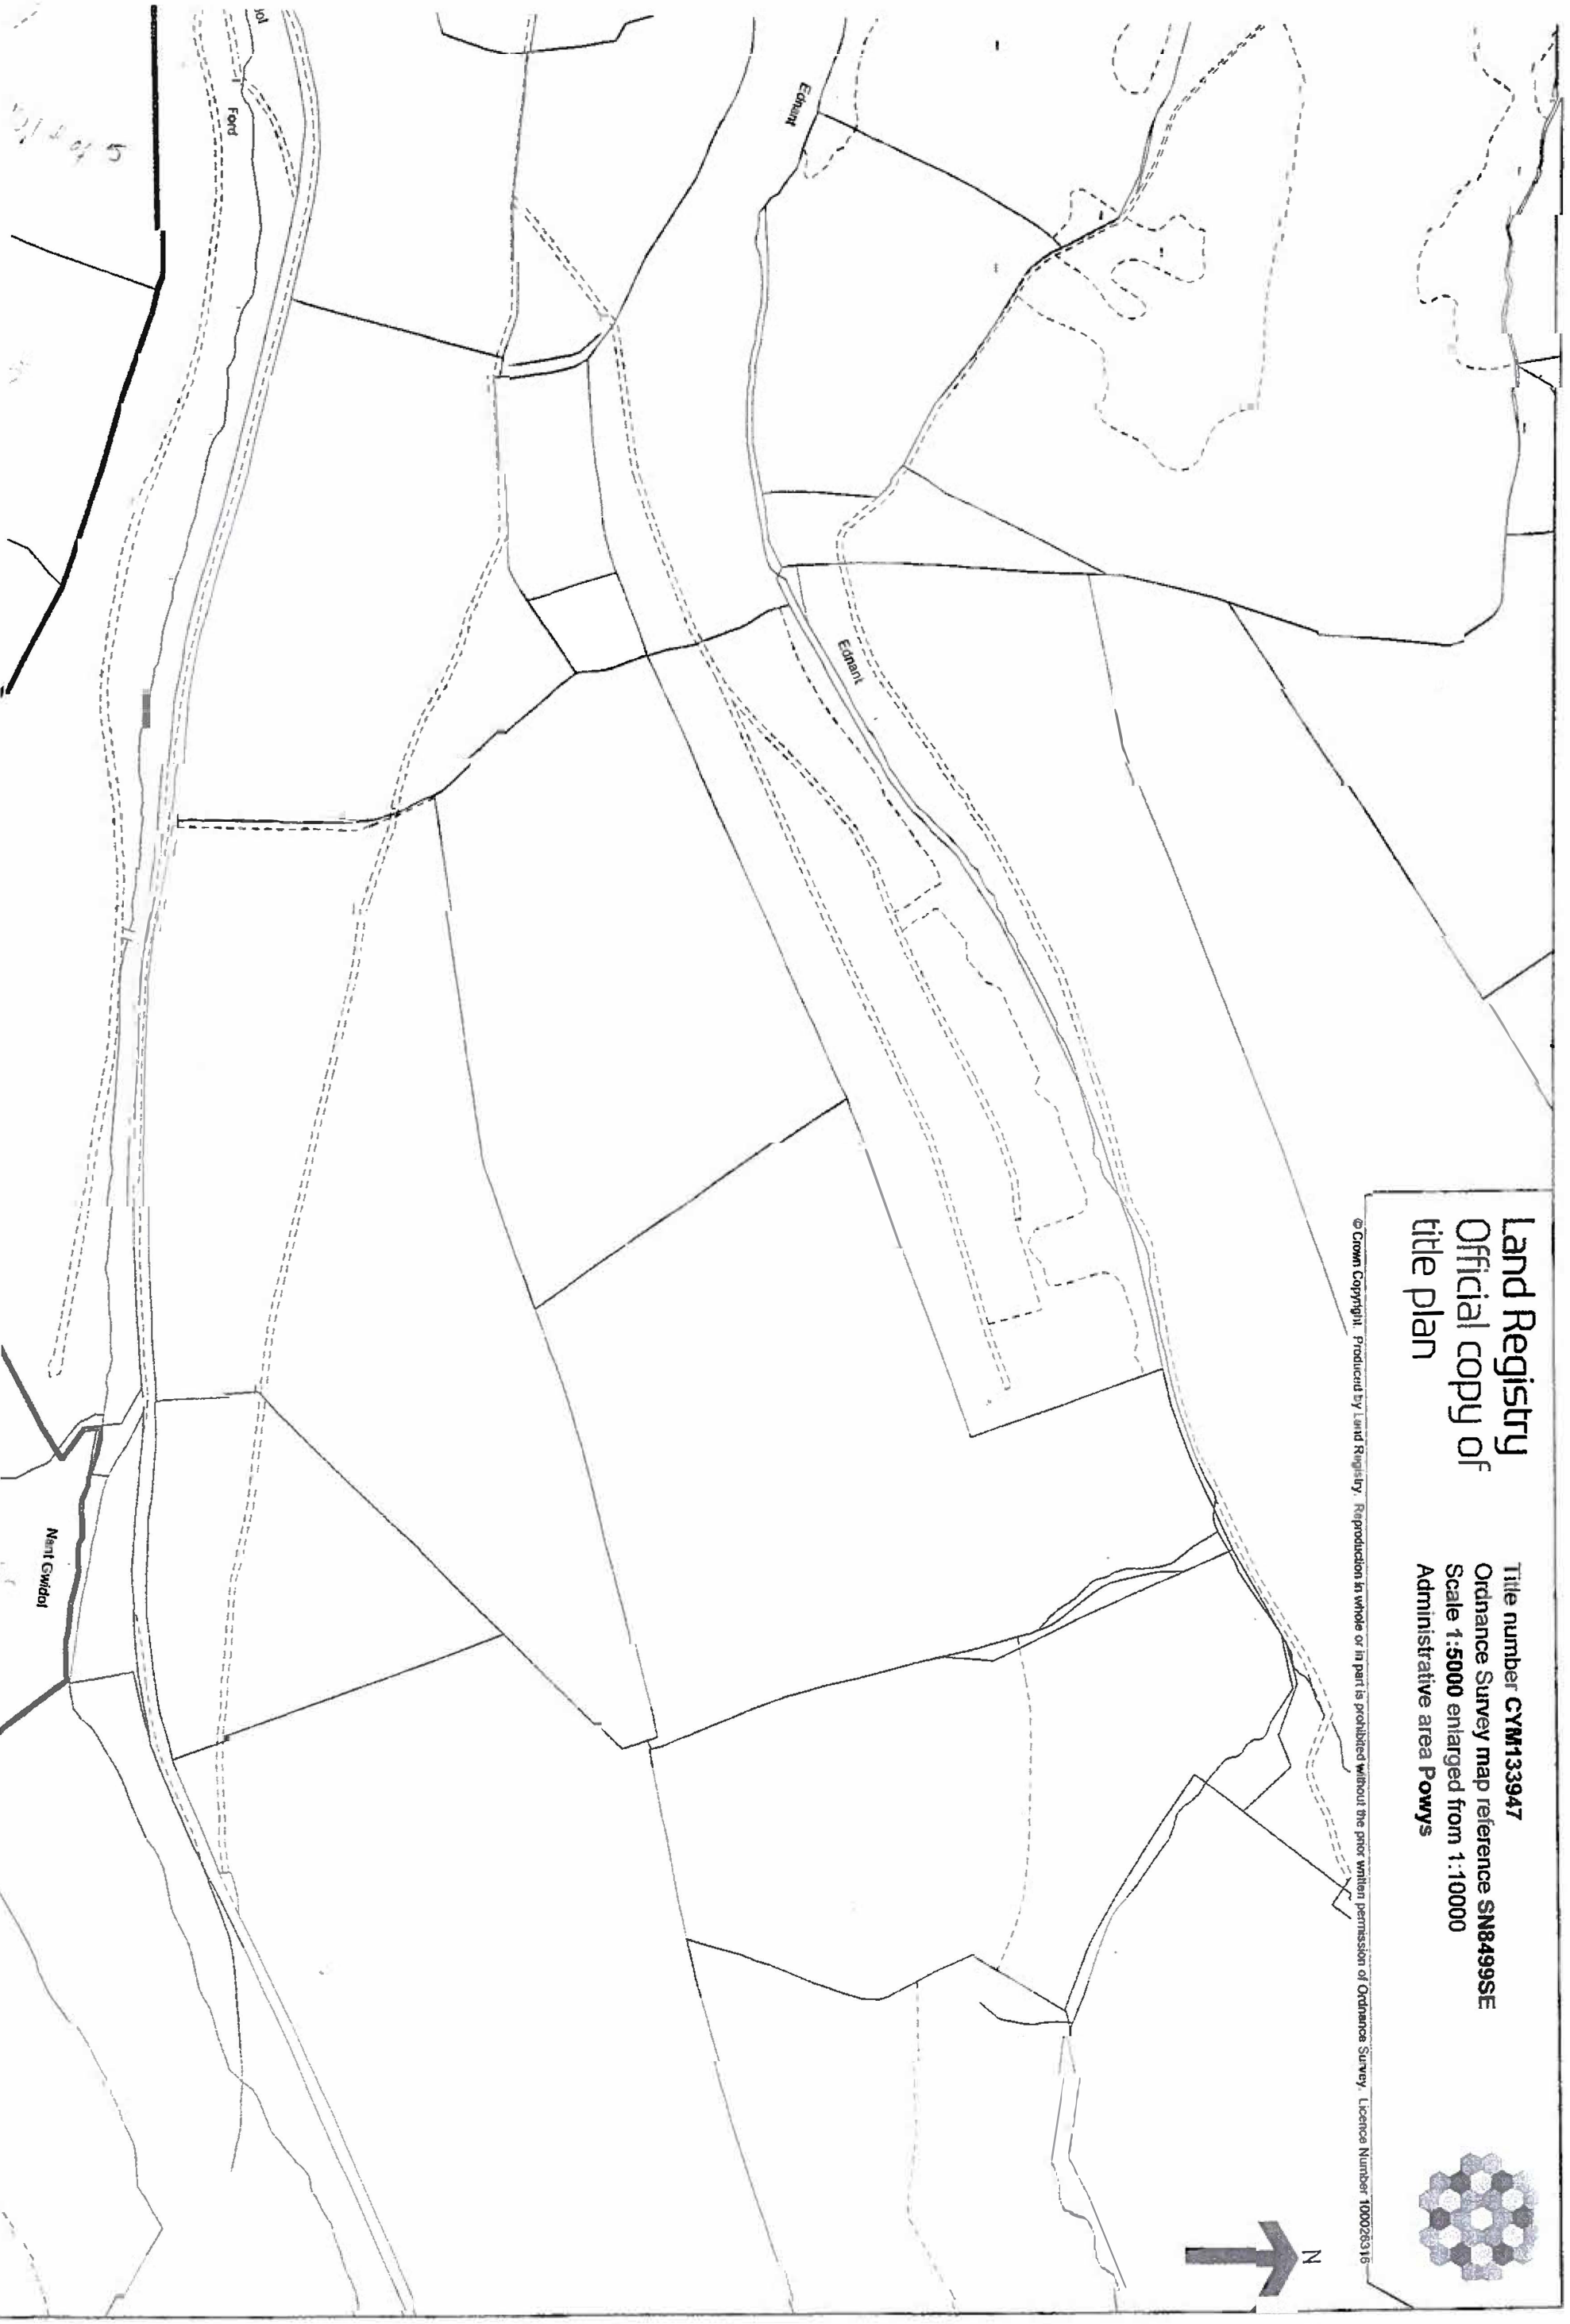 Land Registry
Official copy of
title plan
Title number CYM133947
Ordnance Survey map reference SN8499SE
Scale 1:5000 enlarged from 1:10000
Administrative area Powys
© Crown Copyright. Produced by Land Registry. Reproduction in whole or in part is prohibited without the prior written permission of Ordnance Survey. Licence Number 100026316
N
Ednant
Ednant
Ford
Nant Gwidol